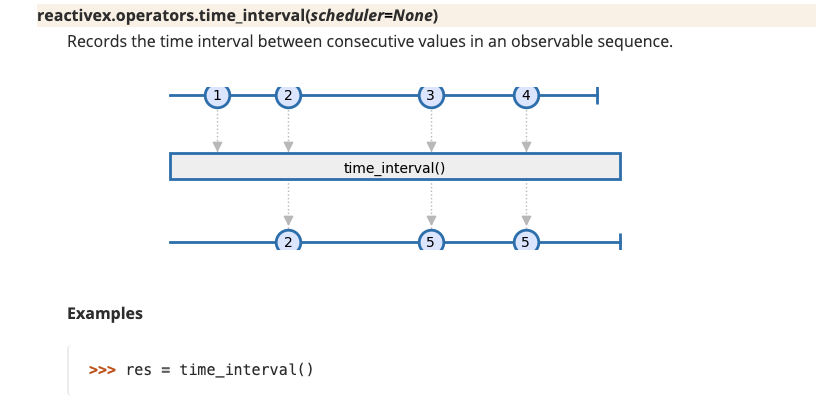 reactivex.operators.time_interval(scheduler=None)
Records the time interval between consecutive values in an observable sequence.
1 2 3 4
time_interval()
2 5 5
Examples
>>> res = time_interval()